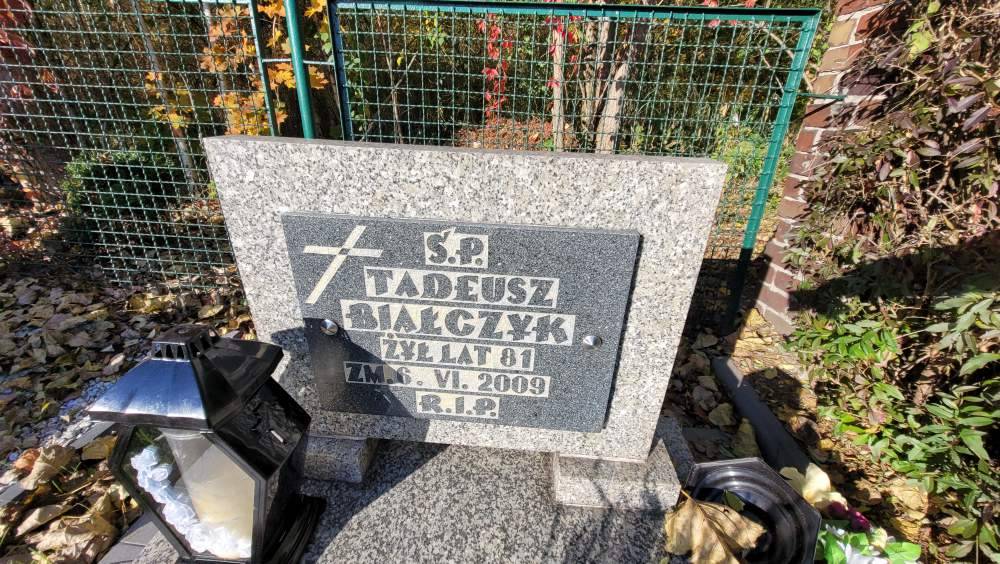 Ś.P.
TADEUSZ
BIAŁCZYK
ŻYŁ LAT 81
ZM. 6. VI. 2009
R.I.P.